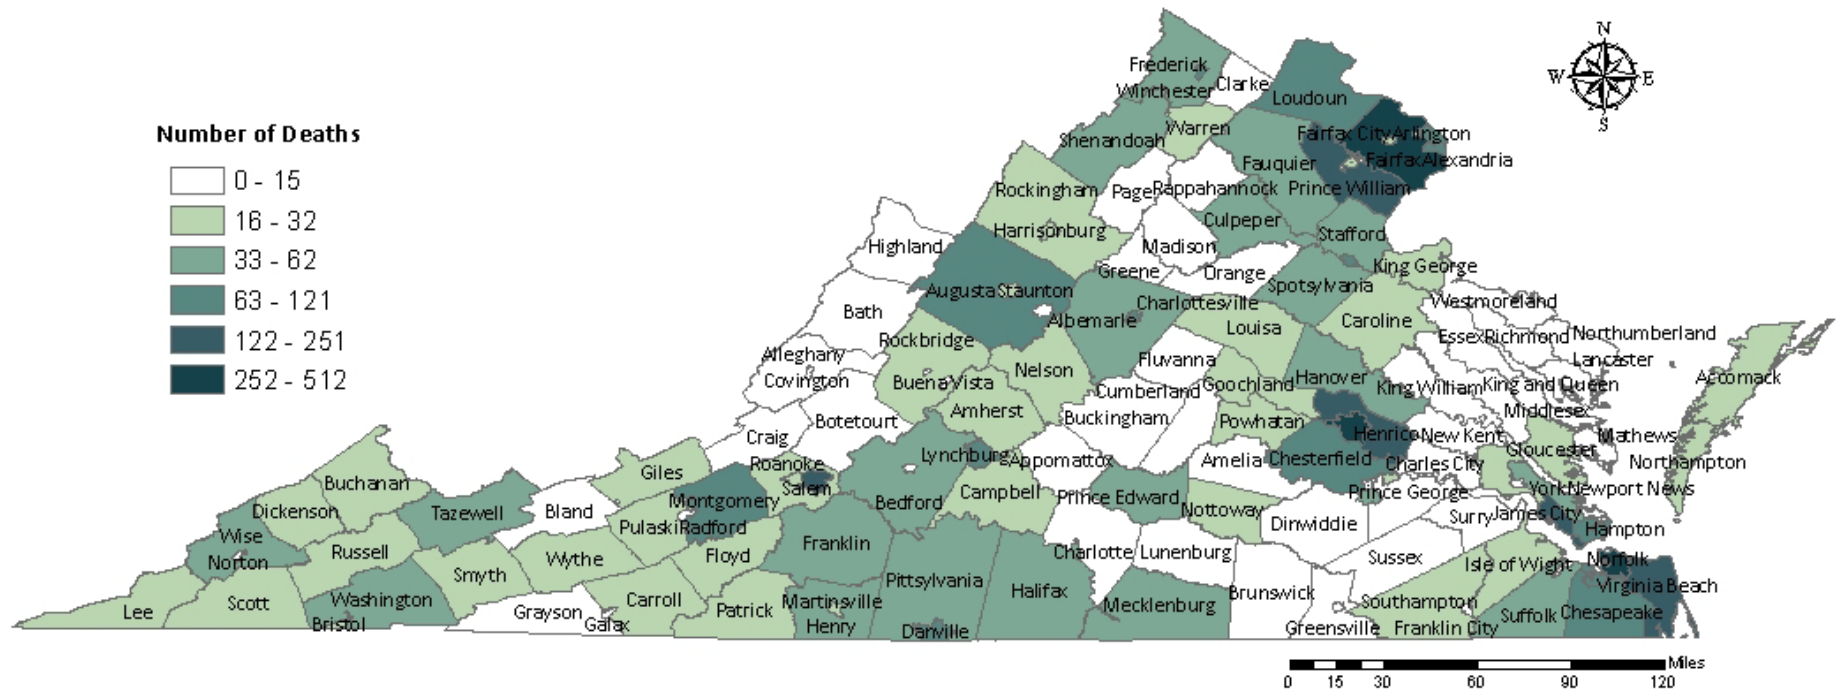 N
W E
S
Number of Deaths
0 - 15
16 - 32
33 - 62
63 - 121
122 - 251
252 - 512
Frederick
Winchester
Clarke
Loudoun
Warren
Shenandoah
Fairfax City
Arlington
Fairfax
Alexandria
Fauquier
Prince William
Rockingham
Page
Rappahannock
Culpeper
Stafford
Harrisonburg
Highland
Madison
Greene
Orange
King George
Spotsylvania
Augusta
Staunton
Charlottesville
Westmoreland
Bath
Albemarle
Louisa
Caroline
Essex
Richmond
Northumberland
Rockbridge
Alleghany
Fluvanna
Lancaster
Covington
Buena Vista
Nelson
Cumberland
Goochland
Hanover
King William
King and Queen
Accomack
Botetourt
Amherst
Buckingham
Powhatan
Middlesex
Craig
Henrico
New Kent
Mathews
Roanoke
Lynchburg
Appomattox
Amelia
Chesterfield
Charles City
Gloucester
Northampton
Giles
Salem
Buchanan
Montgomery
Bedford
Campbell
Prince Edward
Prince George
York
Newport News
Dickenson
Tazewell
Bland
Pulaski
Radford
Nottoway
Dinwiddie
Surry
James City
Hampton
Wise
Norton
Russell
Wythe
Floyd
Franklin
Charlotte
Lunenburg
Sussex
Isle of Wight
Norfolk
Smyth
Pittsylvania
Halifax
Virginia Beach
Lee
Scott
Washington
Bristol
Grayson
Galax
Carroll
Patrick
Martinsville
Henry
Danville
Mecklenburg
Brunswick
Greensville
Southampton
Franklin City
Suffolk
Chesapeake
Miles
0 15 30 60 90 120